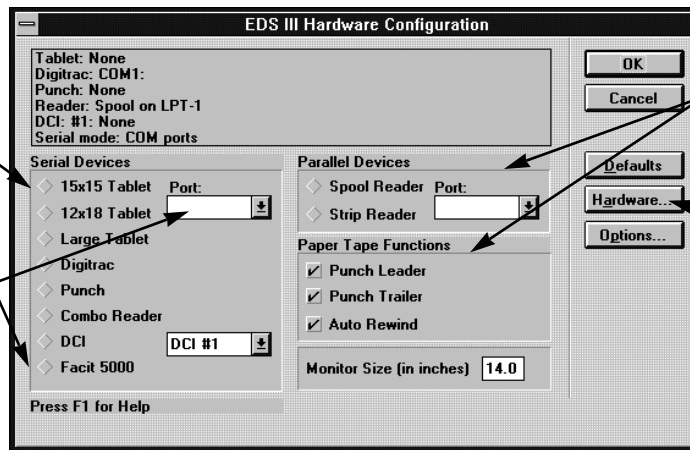 EDS III Hardware Configuration
Tablet: None
Digitrac: COM1:
Punch: None
Reader: Spool on LPT-1
DCI: #1: None
Serial mode: COM ports
OK
Cancel
Defaults
Hardware...
Options...
Serial Devices
15x15 Tablet
Port:
12x18 Tablet
Large Tablet
Digitrac
Punch
Combo Reader
DCI
DCI #1
Facit 5000
Parallel Devices
Spool Reader
Port:
Strip Reader
Paper Tape Functions
Punch Leader
Punch Trailer
Auto Rewind
Monitor Size (in inches) 14.0
Press F1 for Help